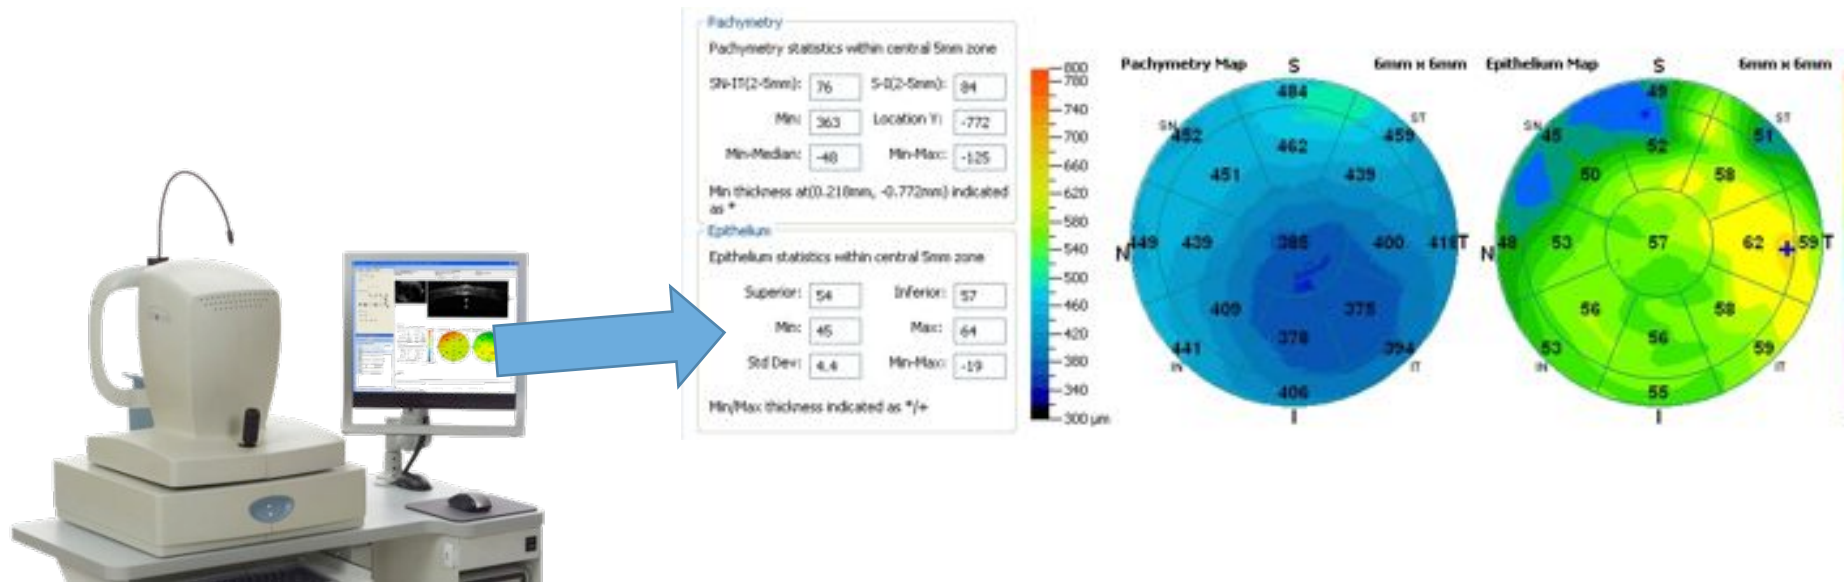 Pachymetry
Pachymetry statistics within central 5mm zone
SN-IT(2-5mm): 76 S-I(2-5mm): 84
Min: 363 Location Y: -772
Min-Median: -48 Min-Max: -125
Min thickness at(0.218mm, -0.772mm) indicated
as *
Epithelium
Epithelium statistics within central 5mm zone
Superior: 54 Inferior: 57
Min: 45 Max: 64
Std Dev: 4.4 Min-Max: -19
Min/Max thickness indicated as */+
800
780
740
700
660
620
580
540
500
460
420
380
340
300 µm
Pachymetry Map S 6mm x 6mm
484
SN 452 459 ST
462
451 439
N 449 439 385 400 418 T
409 375
378
441 394
IN IT
406
I
Epithelium Map S 6mm x 6mm
49
SN 45 51 ST
52
50 58
N 48 53 57 62 59 T
56 58
56
53 59
IN IT
55
I